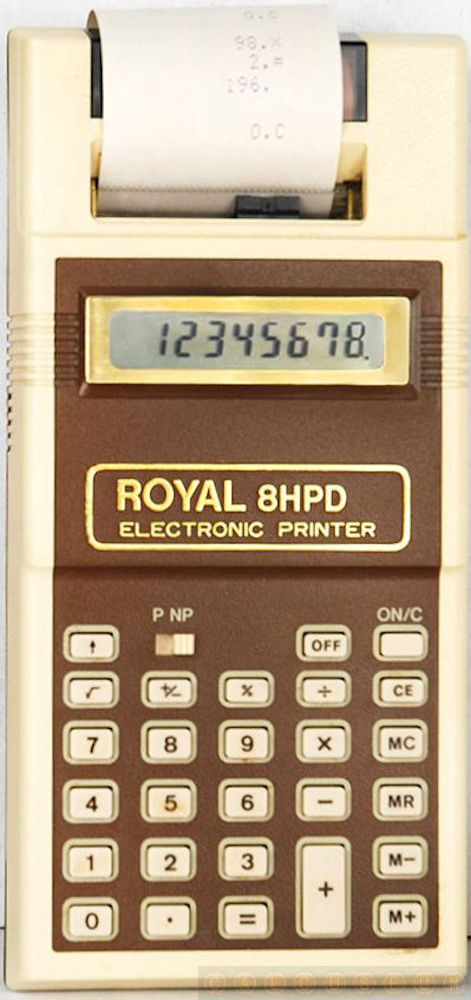 0.C
98.×
2.=
196.
0.C
12345678.
ROYAL 8HPD
ELECTRONIC PRINTER
P NP ON/C
↑ OFF
√ +/− % ÷ CE
7 8 9 × MC
4 5 6 − MR
1 2 3 M−
+
0 . = M+